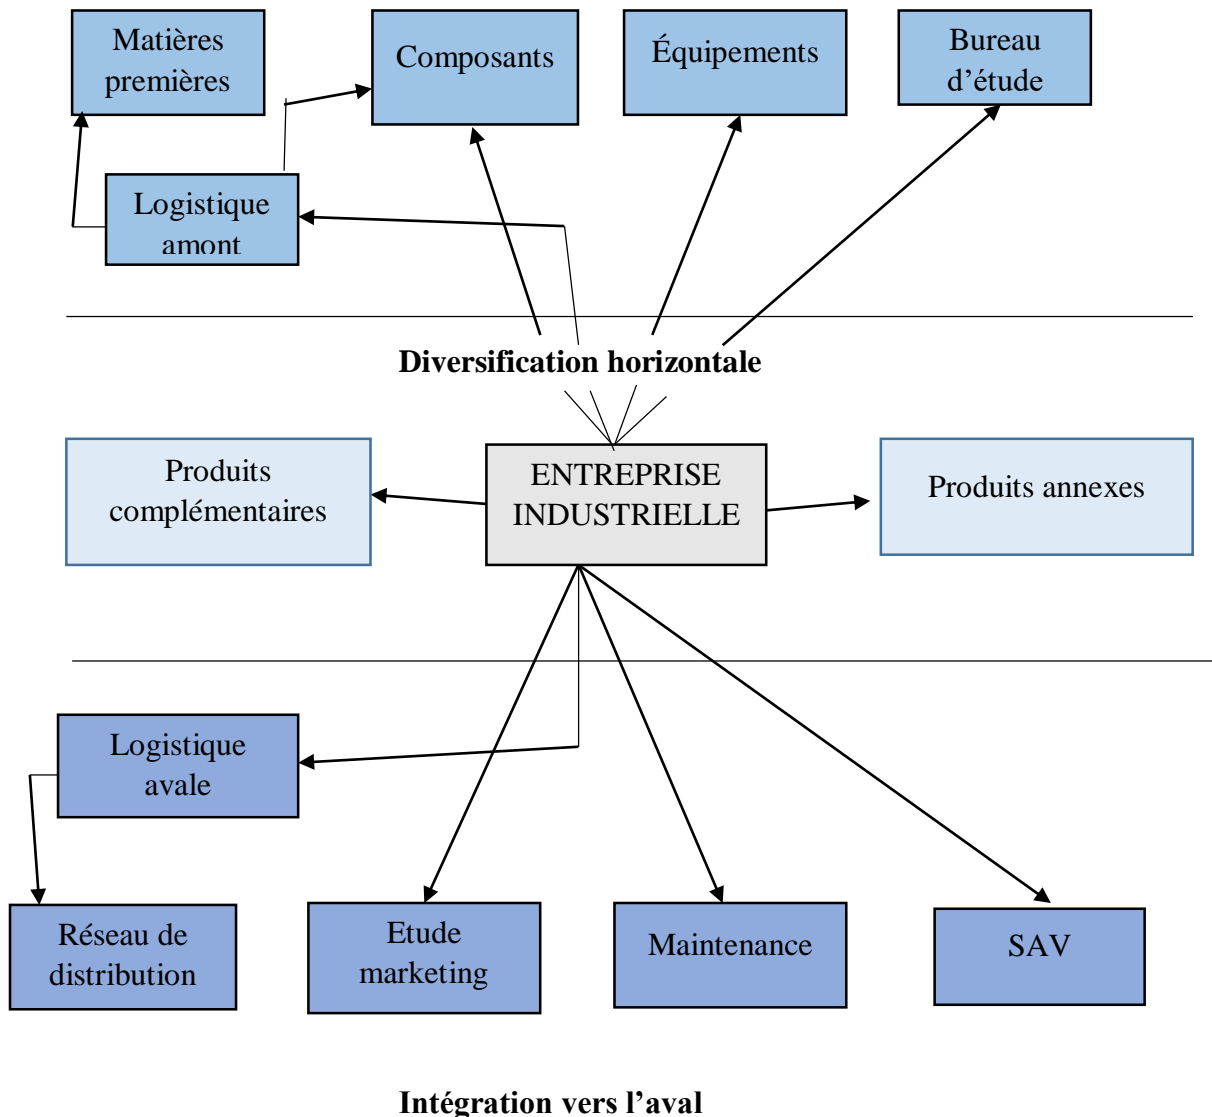 Matières
premières
Composants
Équipements
Bureau
d’étude
Logistique
amont
Diversification horizontale
Produits
complémentaires
ENTREPRISE
INDUSTRIELLE
Produits annexes
Logistique
avale
Réseau de
distribution
Etude
marketing
Maintenance
SAV
Intégration vers l’aval